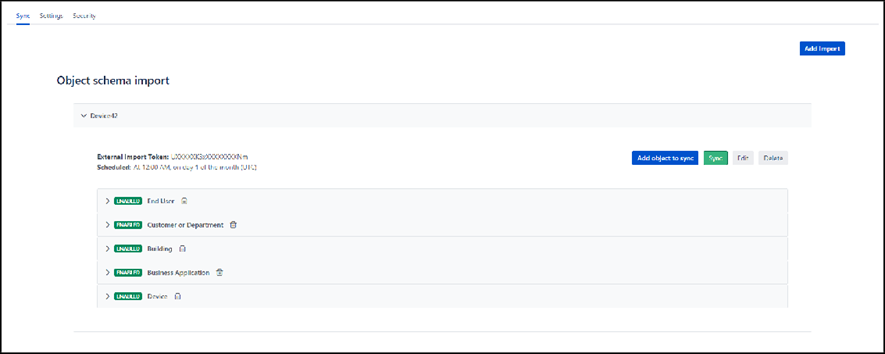 Sync Settings Security
Add Import
Object schema import
Device42
External Import Token:
Scheduled: At 12:00 AM, on day 1 of the month (UTC)
Add object to sync Sync Edit Delete
ENABLED End User
ENABLED Customer or Department
ENABLED Building
ENABLED Business Application
ENABLED Device